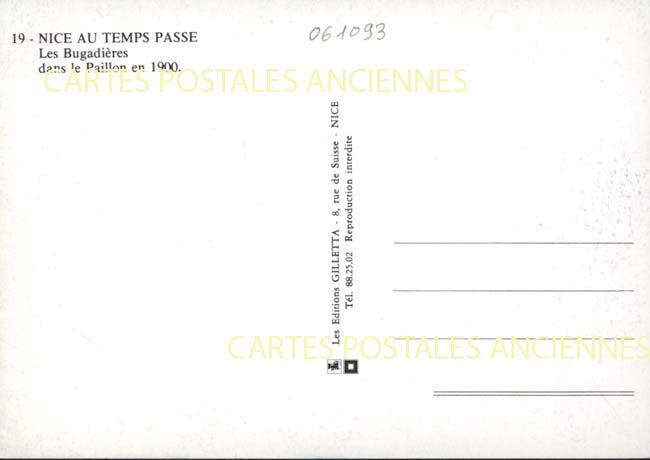 19 - NICE AU TEMPS PASSE
Les Bugadières
dans le Paillon en 1900.
061093
CARTES POSTALES ANCIENNES
Les Editions GILLETTA - 8, rue de Suisse - NICE
Tél. 88.25.02 Reproduction interdite
CARTES POSTALES ANCIENNES